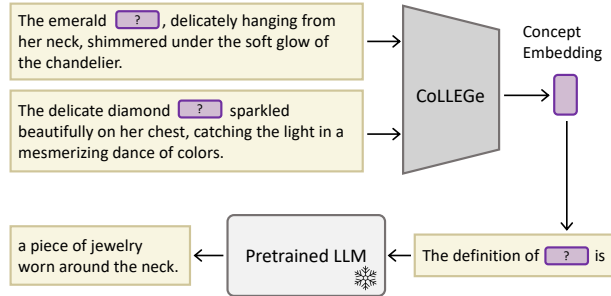 The emerald ? , delicately hanging from
her neck, shimmered under the soft glow of
the chandelier.
The delicate diamond ? sparkled
beautifully on her chest, catching the light in a
mesmerizing dance of colors.
CoLLEGe
Concept
Embedding
The definition of ? is
Pretrained LLM
a piece of jewelry
worn around the neck.